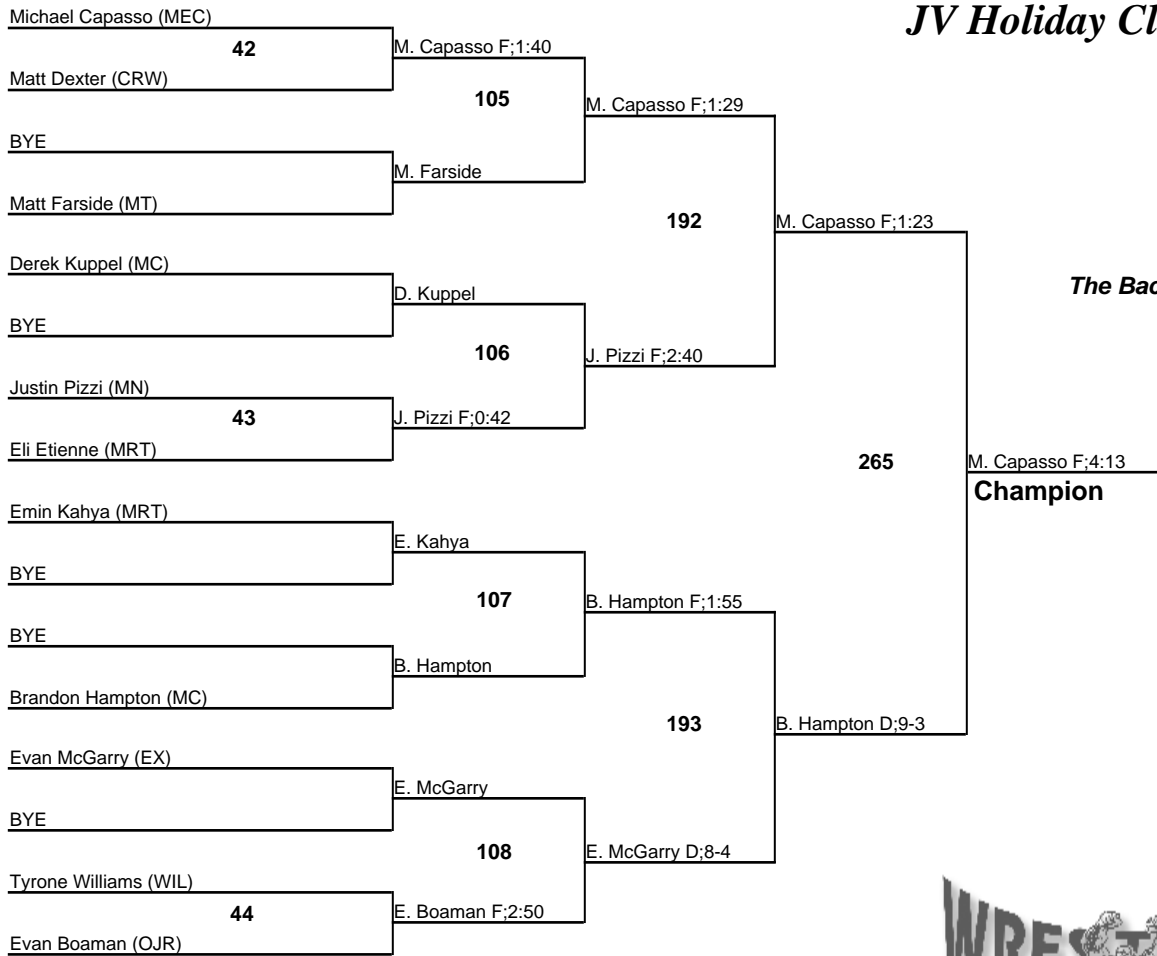 JV Holiday Cl
Michael Capasso (MEC)
42
M. Capasso F;1:40
Matt Dexter (CRW)
105
M. Capasso F;1:29
BYE
M. Farside
Matt Farside (MT)
192
M. Capasso F;1:23
Derek Kuppel (MC)
The Bac
D. Kuppel
BYE
106
J. Pizzi F;2:40
Justin Pizzi (MN)
43
J. Pizzi F;0:42
Eli Etienne (MRT)
265
M. Capasso F;4:13
Champion
Emin Kahya (MRT)
E. Kahya
BYE
107
B. Hampton F;1:55
BYE
B. Hampton
Brandon Hampton (MC)
193
B. Hampton D;9-3
Evan McGarry (EX)
E. McGarry
BYE
108
E. McGarry D;8-4
Tyrone Williams (WIL)
44
E. Boaman F;2:50
Evan Boaman (OJR)